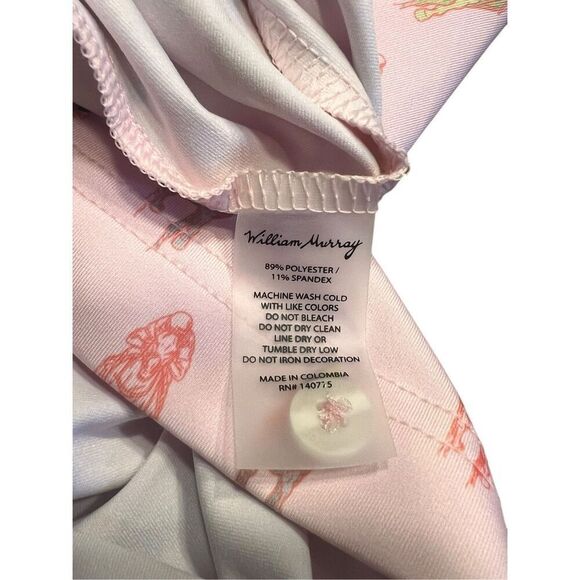 William Murray
89% POLYESTER /
11% SPANDEX
MACHINE WASH COLD
WITH LIKE COLORS
DO NOT BLEACH
DO NOT DRY CLEAN
LINE DRY OR
TUMBLE DRY LOW
DO NOT IRON DECORATION
MADE IN COLOMBIA
RN# 140775